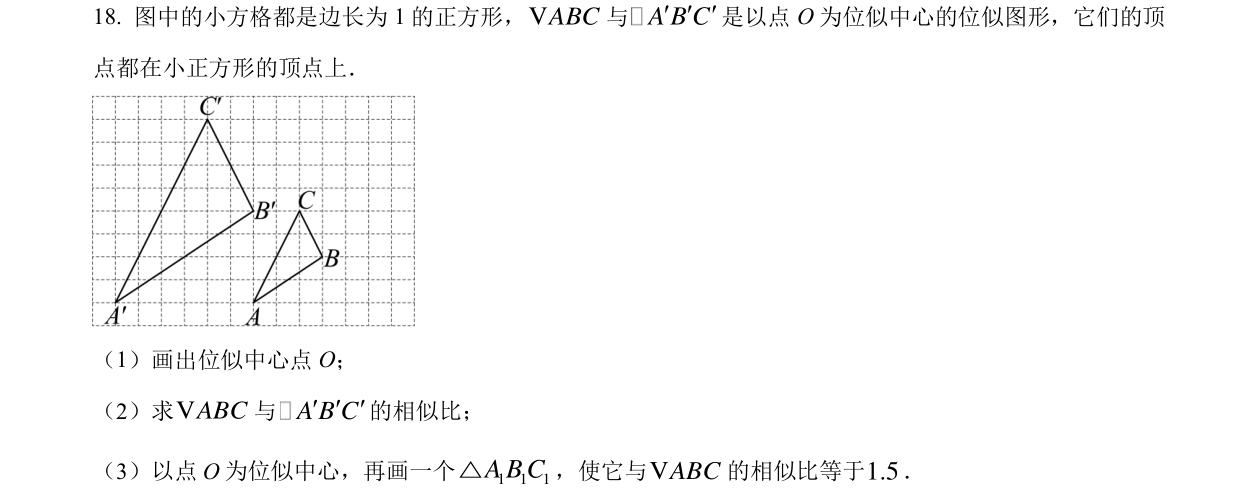 18. 图中的小方格都是边长为 1 的正方形，VABC 与□A′B′C′ 是以点 O 为位似中心的位似图形，它们的顶
点都在小正方形的顶点上．
C′
B′
C
B
A′
A
（1）画出位似中心点 O；
（2）求VABC 与□A′B′C′ 的相似比；
（3）以点 O 为位似中心，再画一个△A₁B₁C₁，使它与VABC 的相似比等于1.5．